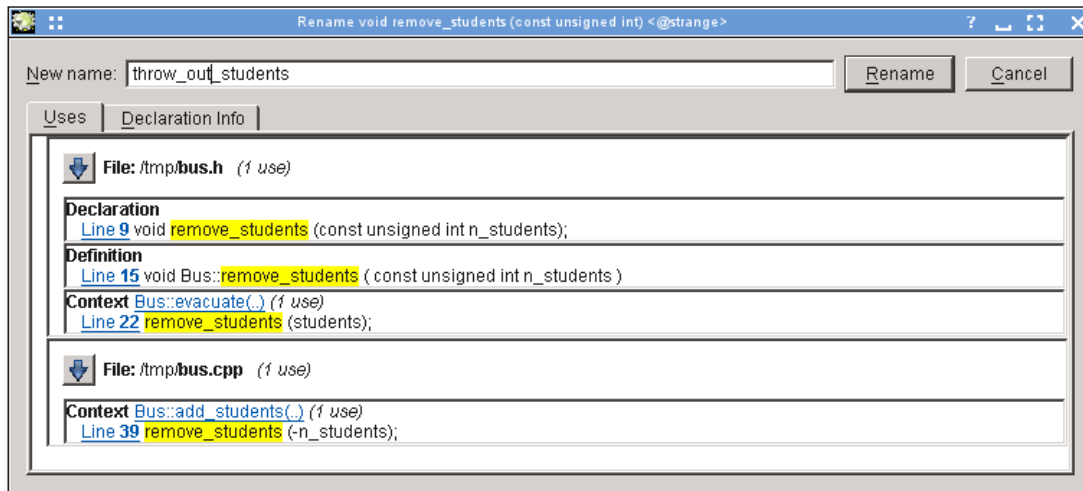 Rename void remove_students (const unsigned int) <@strange>
New name: throw_out_students Rename Cancel
Uses Declaration Info
File: /tmp/bus.h (1 use)
Declaration
Line 9 void remove_students (const unsigned int n_students);
Definition
Line 15 void Bus::remove_students ( const unsigned int n_students )
Context Bus::evacuate(..) (1 use)
Line 22 remove_students (students);
File: /tmp/bus.cpp (1 use)
Context Bus::add_students(..) (1 use)
Line 39 remove_students (-n_students);